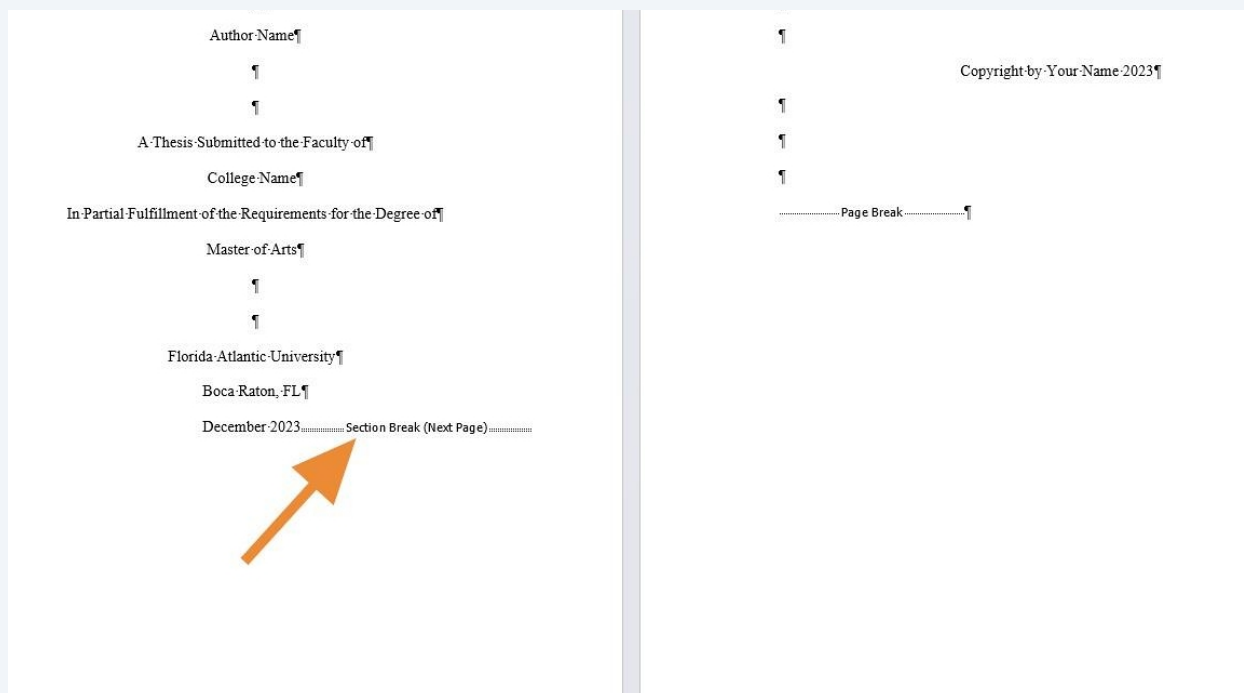 Author·Name¶
¶
¶
A·Thesis·Submitted·to·the·Faculty·of¶
College·Name¶
In·Partial·Fulfillment·of·the·Requirements·for·the·Degree·of¶
Master·of·Arts¶
¶
¶
Florida·Atlantic·University¶
Boca·Raton,·FL¶
December·2023 Section Break (Next Page)
¶
Copyright·by·Your·Name·2023¶
¶
¶
¶
Page Break ¶